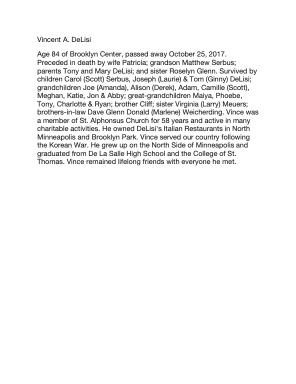 Vincent A. DeLisi
Age 84 of Brooklyn Center, passed away October 25, 2017.
Preceded in death by wife Patricia; grandson Matthew Serbus;
parents Tony and Mary DeLisi; and sister Roselyn Glenn. Survived by
children Carol (Scott) Serbus, Joseph (Laurie) & Tom (Ginny) DeLisi;
grandchildren Joe (Amanda), Alison (Derek), Adam, Camille (Scott),
Meghan, Katie, Jon & Abby; great-grandchildren Maiya, Phoebe,
Tony, Charlotte & Ryan; brother Cliff; sister Virginia (Larry) Meuers;
brothers-in-law Dave Glenn Donald (Marlene) Weicherding. Vince was
a member of St. Alphonsus Church for 58 years and active in many
charitable activities. He owned DeLisi's Italian Restaurants in North
Minneapolis and Brooklyn Park. Vince served our country following
the Korean War. He grew up on the North Side of Minneapolis and
graduated from De La Salle High School and the College of St.
Thomas. Vince remained lifelong friends with everyone he met.